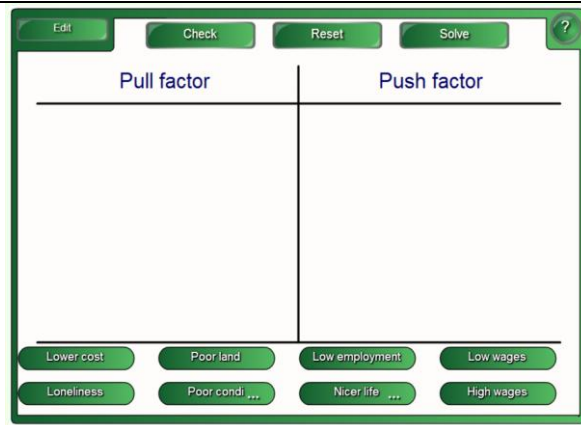 Edit Check Reset Solve ?
Pull factor Push factor
Lower cost Poor land Low employment Low wages
Loneliness Poor condi ... Nicer life ... High wages